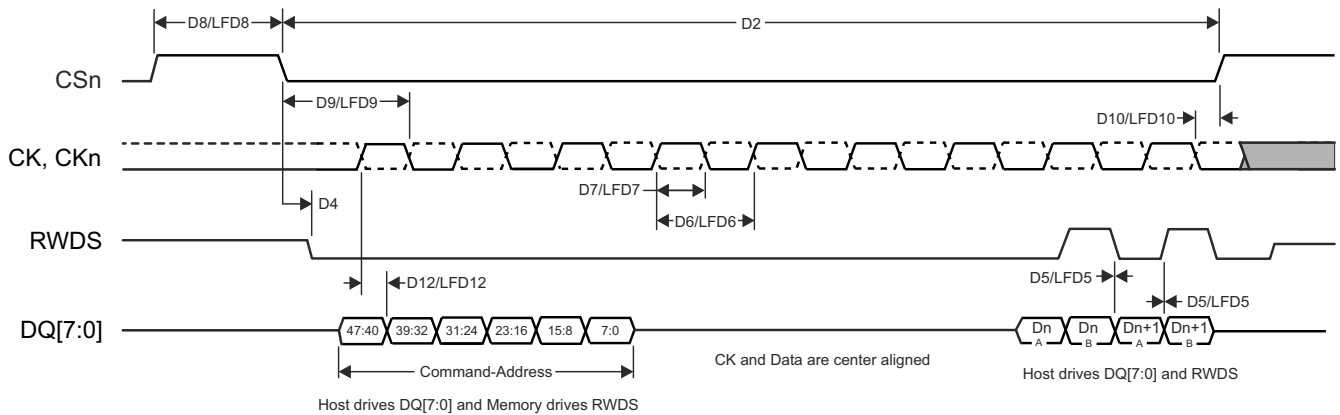 D8/LFD8
D2
CSn
D9/LFD9
D10/LFD10
CK, CKn
D7/LFD7
D4
D6/LFD6
RWDS
D12/LFD12
D5/LFD5
D5/LFD5
DQ[7:0]
47:40 39:32 31:24 23:16 15:8 7:0
Dn A Dn B Dn+1 A Dn+1 B
Command-Address
CK and Data are center aligned
Host drives DQ[7:0] and RWDS
Host drives DQ[7:0] and Memory drives RWDS